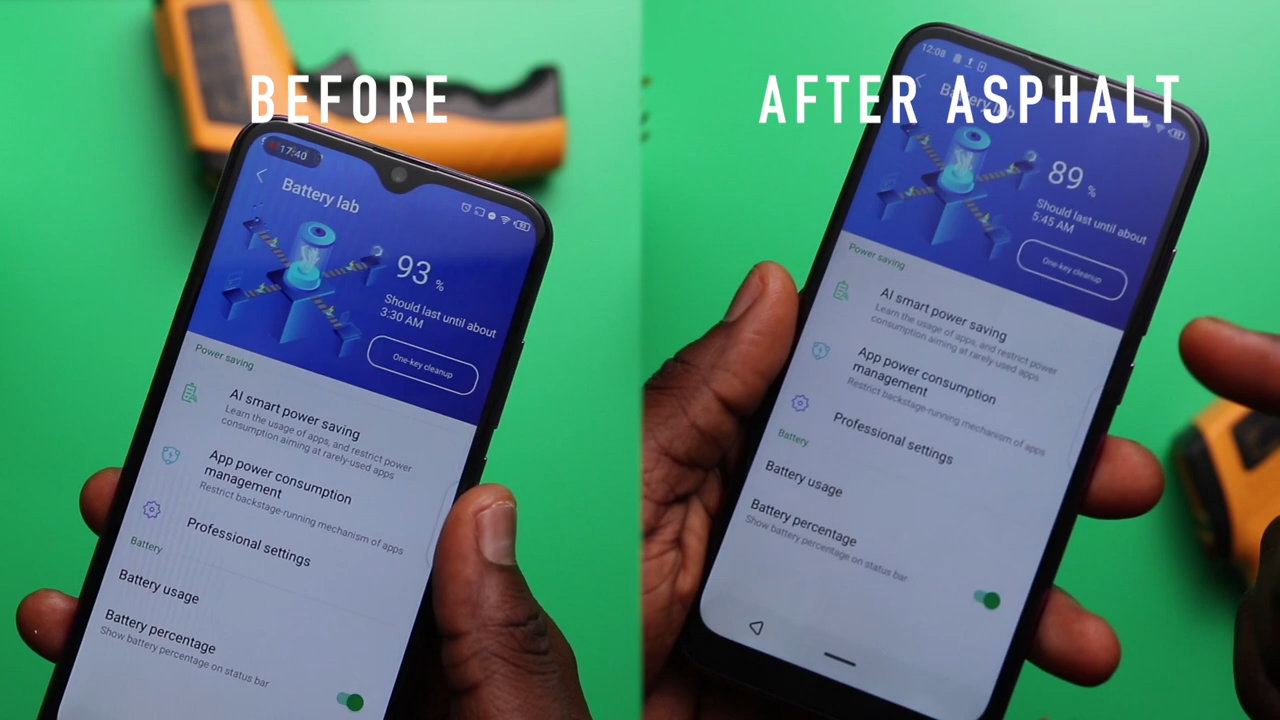 BEFORE
17:40
Battery lab
93 %
Should last until about
3:30 AM
One-key cleanup
Power saving
AI smart power saving
Learn the usage of apps, and restrict power
consumption aiming at rarely-used apps
App power consumption
management
Restrict backstage-running mechanism of apps
Professional settings
Battery
Battery usage
Battery percentage
Show battery percentage on status bar
AFTER ASPHALT
12:08
Battery lab
89 %
Should last until about
5:45 AM
One-key cleanup
Power saving
AI smart power saving
Learn the usage of apps, and restrict power
consumption aiming at rarely-used apps
App power consumption
management
Restrict backstage-running mechanism of apps
Professional settings
Battery
Battery usage
Battery percentage
Show battery percentage on status bar